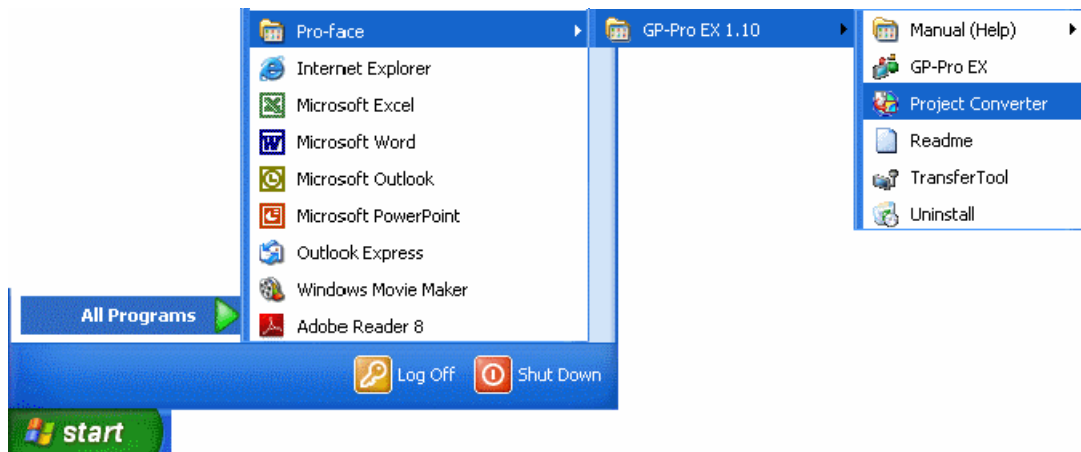 Pro-face
Internet Explorer
Microsoft Excel
Microsoft Word
Microsoft Outlook
Microsoft PowerPoint
Outlook Express
Windows Movie Maker
Adobe Reader 8
GP-Pro EX 1.10
Manual (Help)
GP-Pro EX
Project Converter
Readme
TransferTool
Uninstall
All Programs
Log Off
Shut Down
start